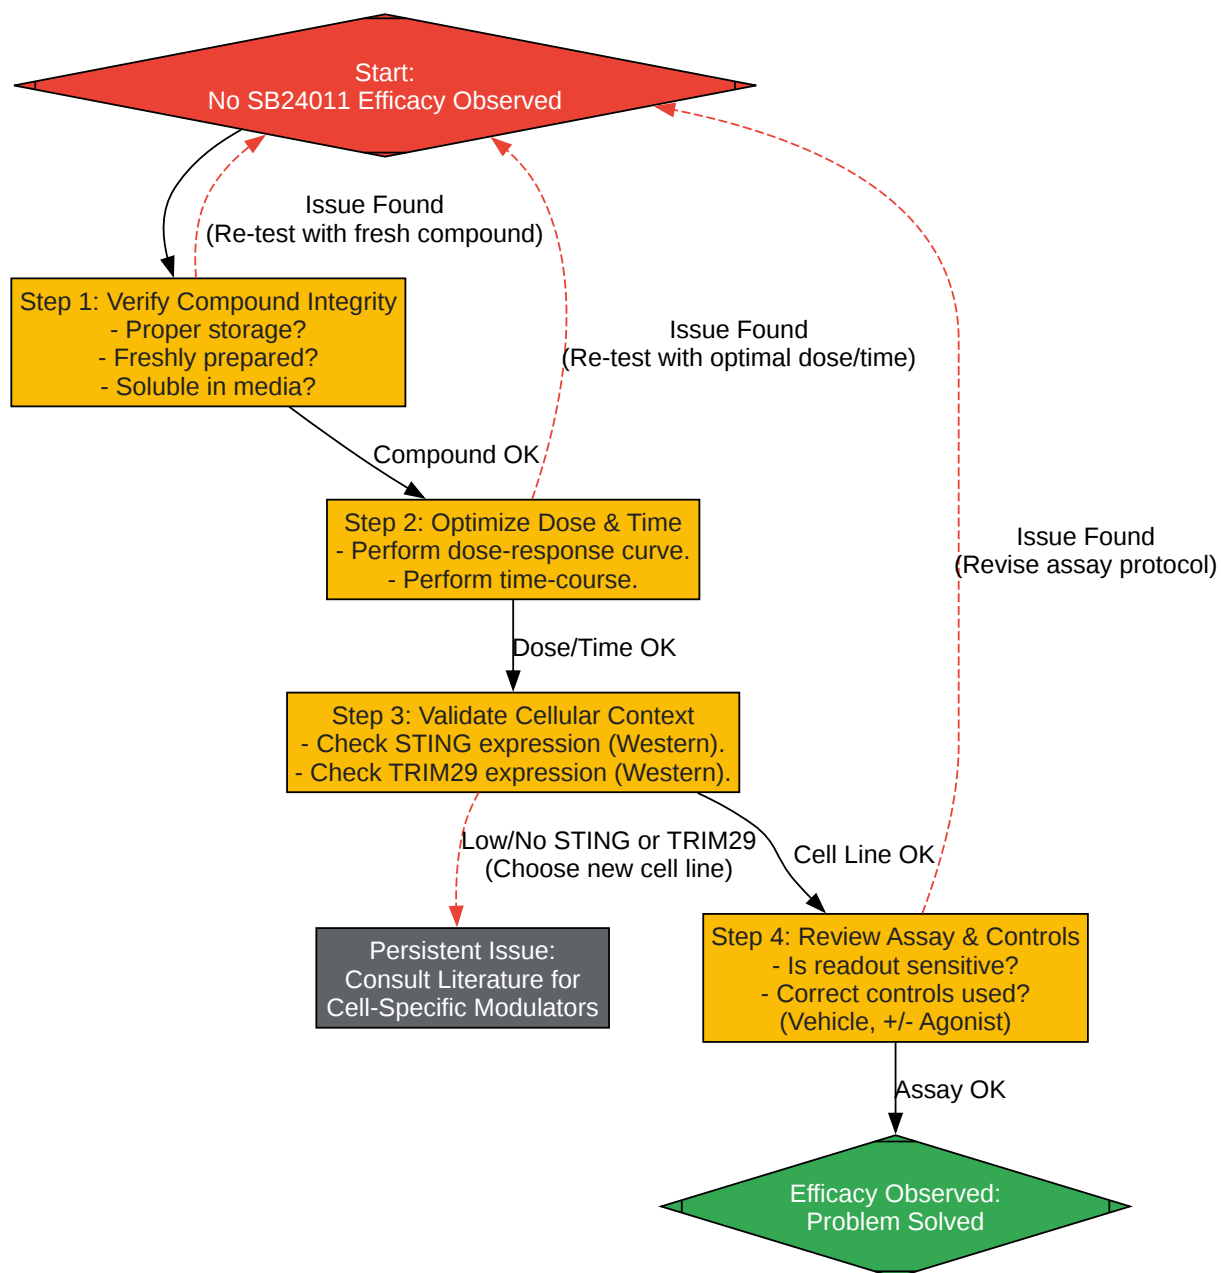 Start:
No SB24011 Efficacy Observed
Issue Found
(Re-test with fresh compound)
Step 1: Verify Compound Integrity
- Proper storage?
- Freshly prepared?
- Soluble in media?
Issue Found
(Re-test with optimal dose/time)
Compound OK
Step 2: Optimize Dose & Time
- Perform dose-response curve.
- Perform time-course.
Issue Found
(Revise assay protocol)
Dose/Time OK
Step 3: Validate Cellular Context
- Check STING expression (Western).
- Check TRIM29 expression (Western).
Low/No STING or TRIM29
(Choose new cell line)
Cell Line OK
Persistent Issue:
Consult Literature for
Cell-Specific Modulators
Step 4: Review Assay & Controls
- Is readout sensitive?
- Correct controls used?
(Vehicle, +/- Agonist)
Assay OK
Efficacy Observed:
Problem Solved